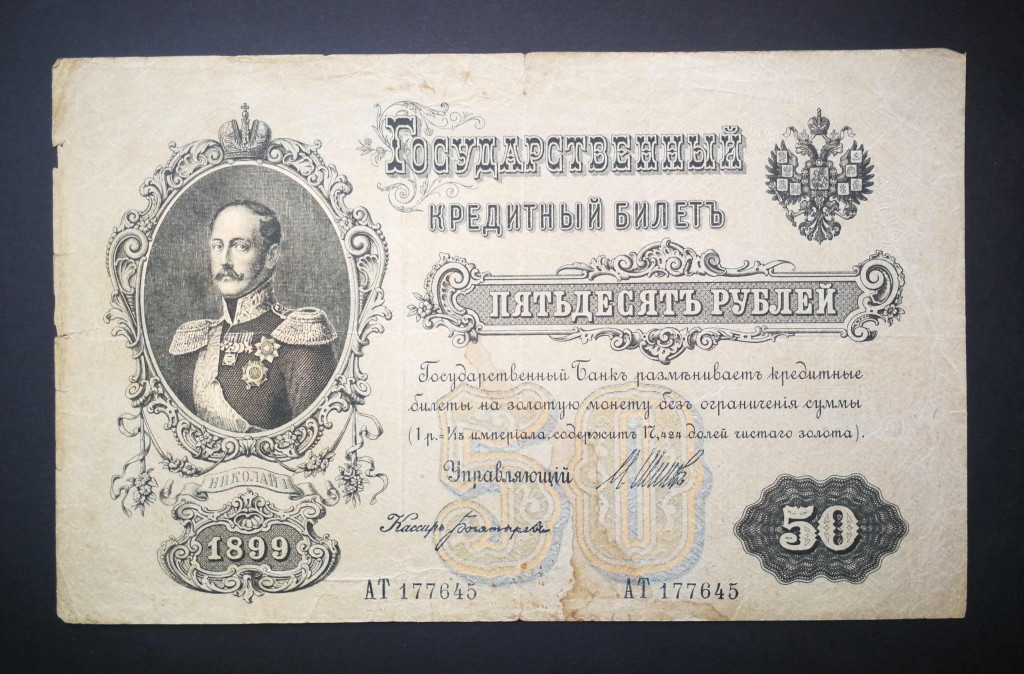 Государственный
Кредитный Билетъ
Пятьдесятъ Рублей
Государственный Банкъ размѣниваетъ кредитные
билеты на золотую монету безъ ограниченія суммы
(1 р.= 1/15 имперіала, содержитъ 17,424 долей чистаго золота).
50
Управляющій
Кассиръ
АТ 177645
АТ 177645
50
НИКОЛАЙ I
1899